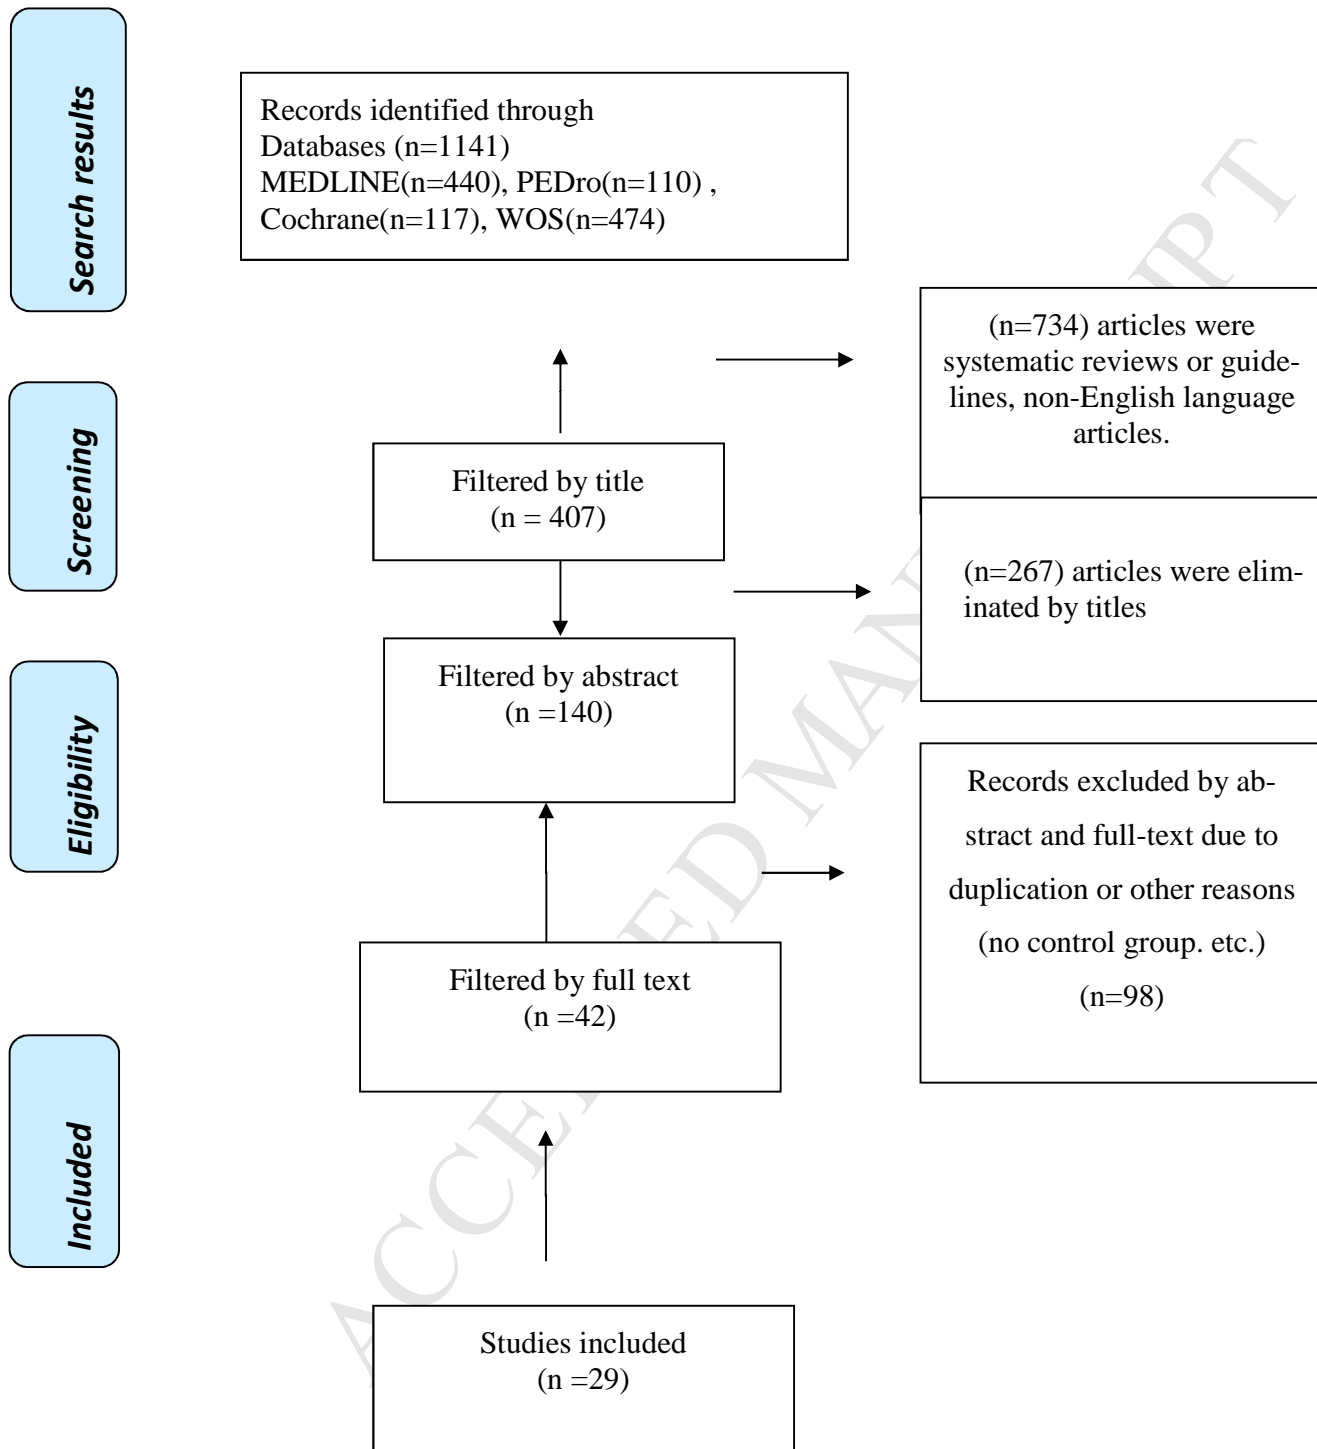 Search results
Records identified through
Databases (n=1141)
MEDLINE(n=440), PEDro(n=110) ,
Cochrane(n=117), WOS(n=474)
(n=734) articles were
systematic reviews or guide-
lines, non-English language
articles.
Screening
Filtered by title
(n = 407)
(n=267) articles were elim-
inated by titles
Eligibility
Filtered by abstract
(n =140)
Records excluded by ab-
stract and full-text due to
duplication or other reasons
(no control group. etc.)
(n=98)
Filtered by full text
(n =42)
Included
Studies included
(n =29)